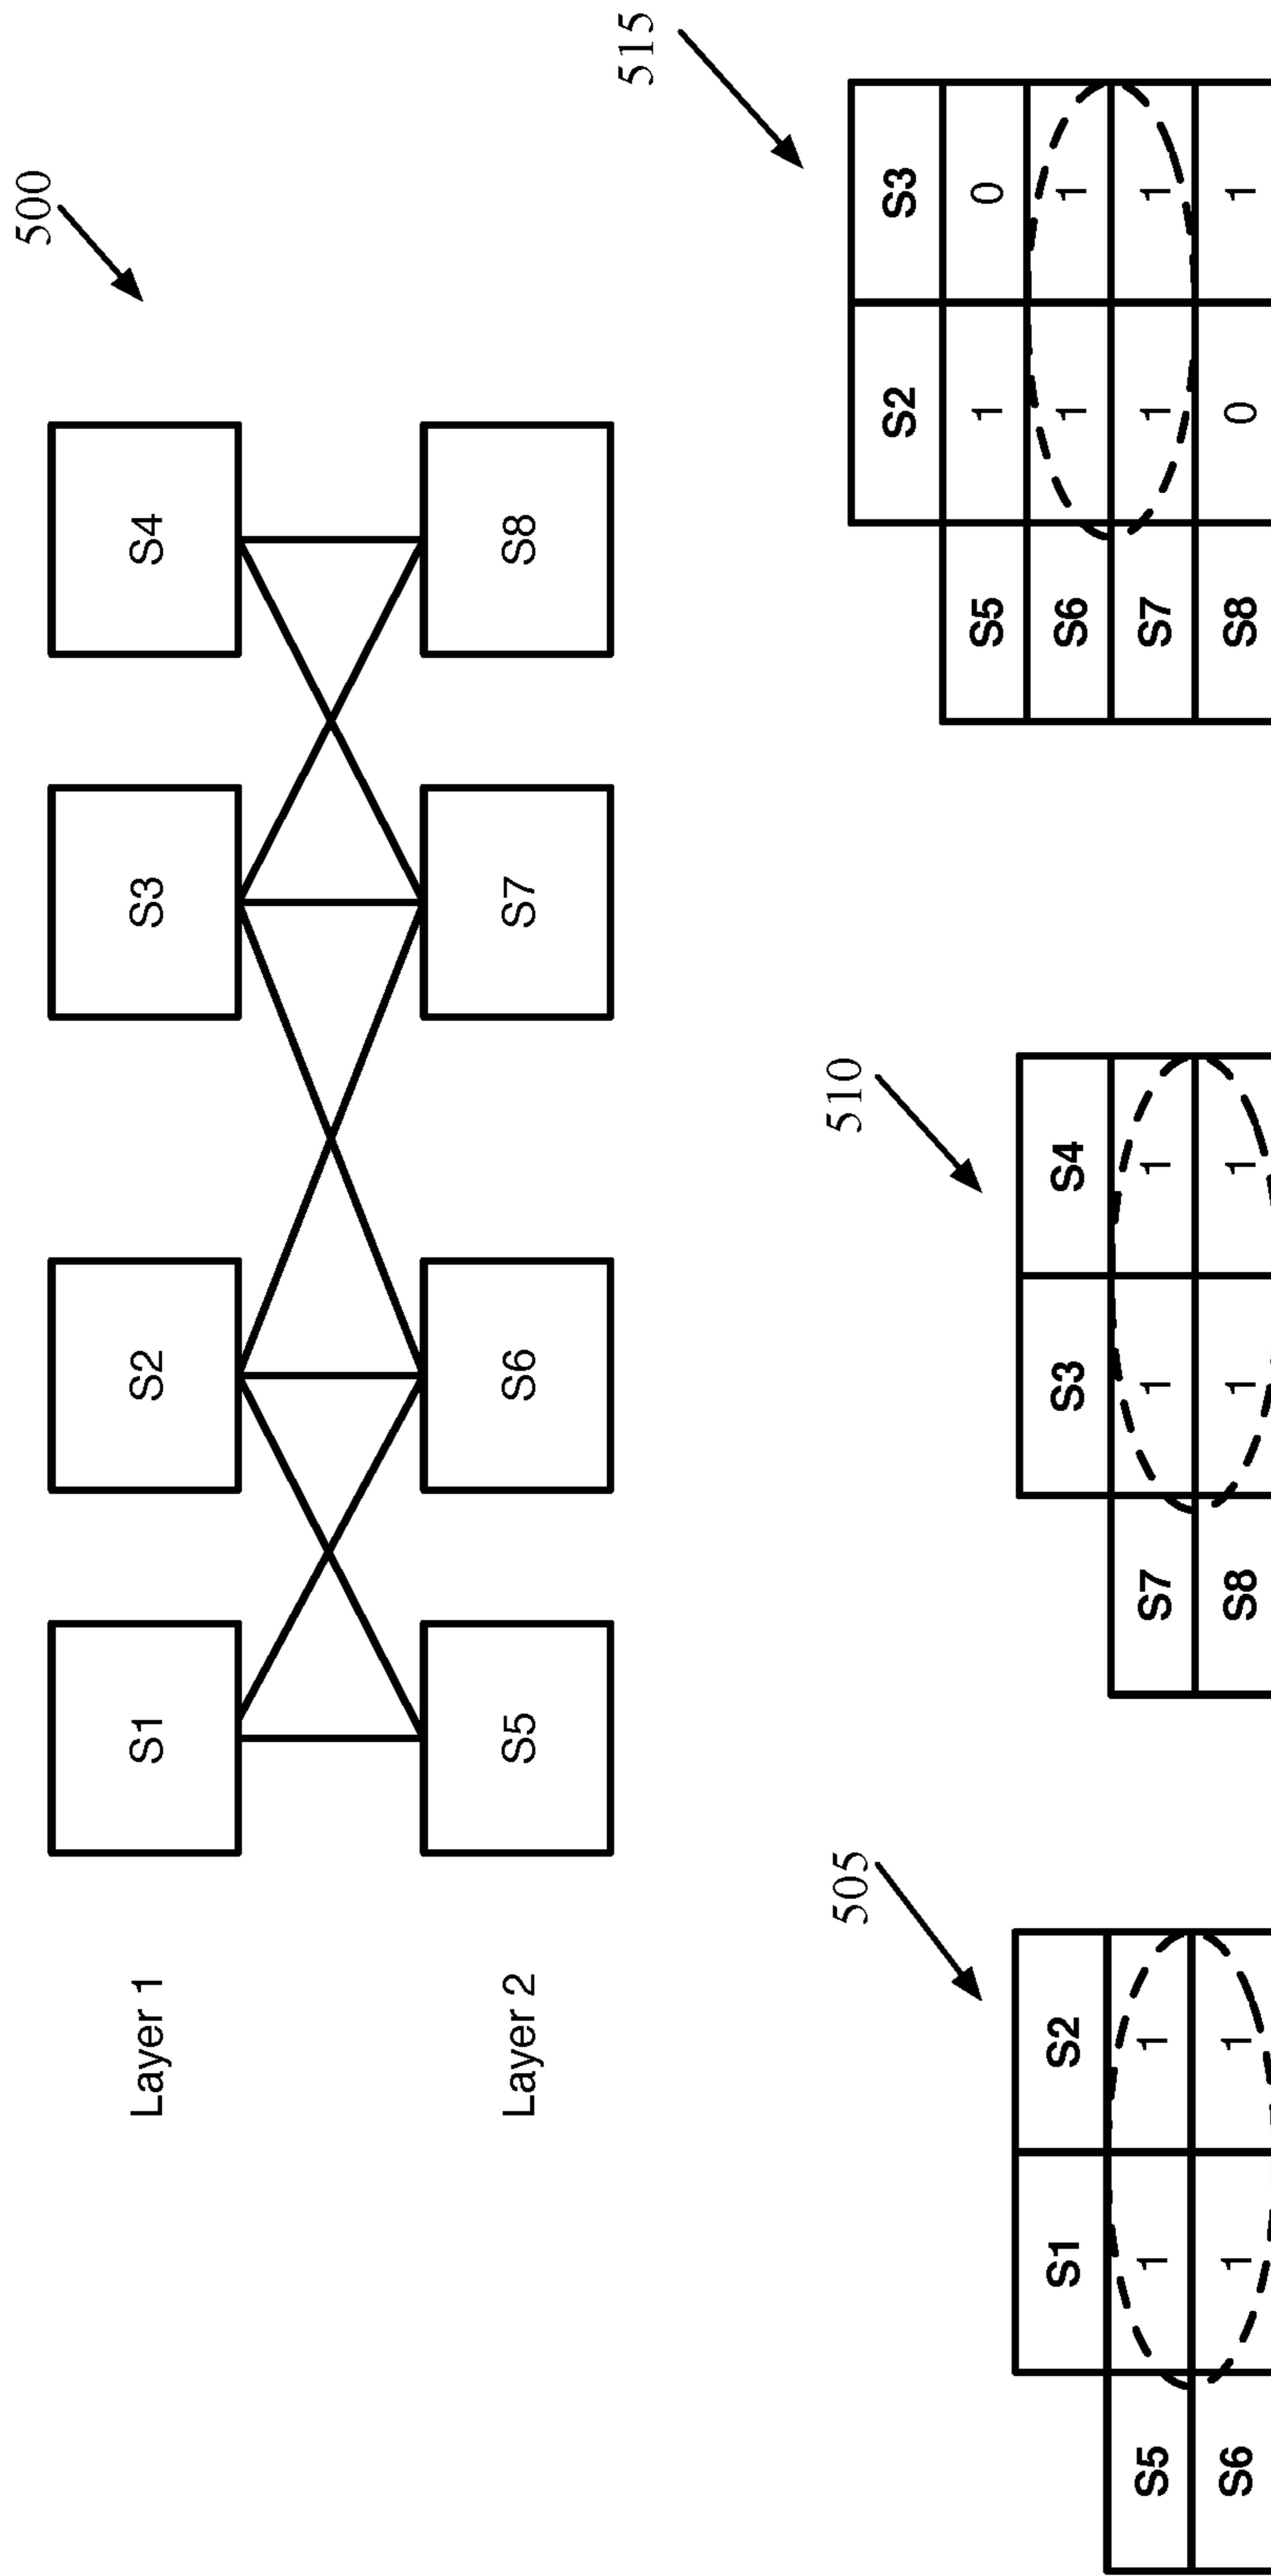 500
Layer 1
S1
S2
S3
S4
Layer 2
S5
S6
S7
S8
505
S1 S2
S5 1 1
S6 1 1
510
S3 S4
S7 1 1
S8 1 1
515
S2 S3
S5 1 0
S6 1 1
S7 1 1
S8 0 1